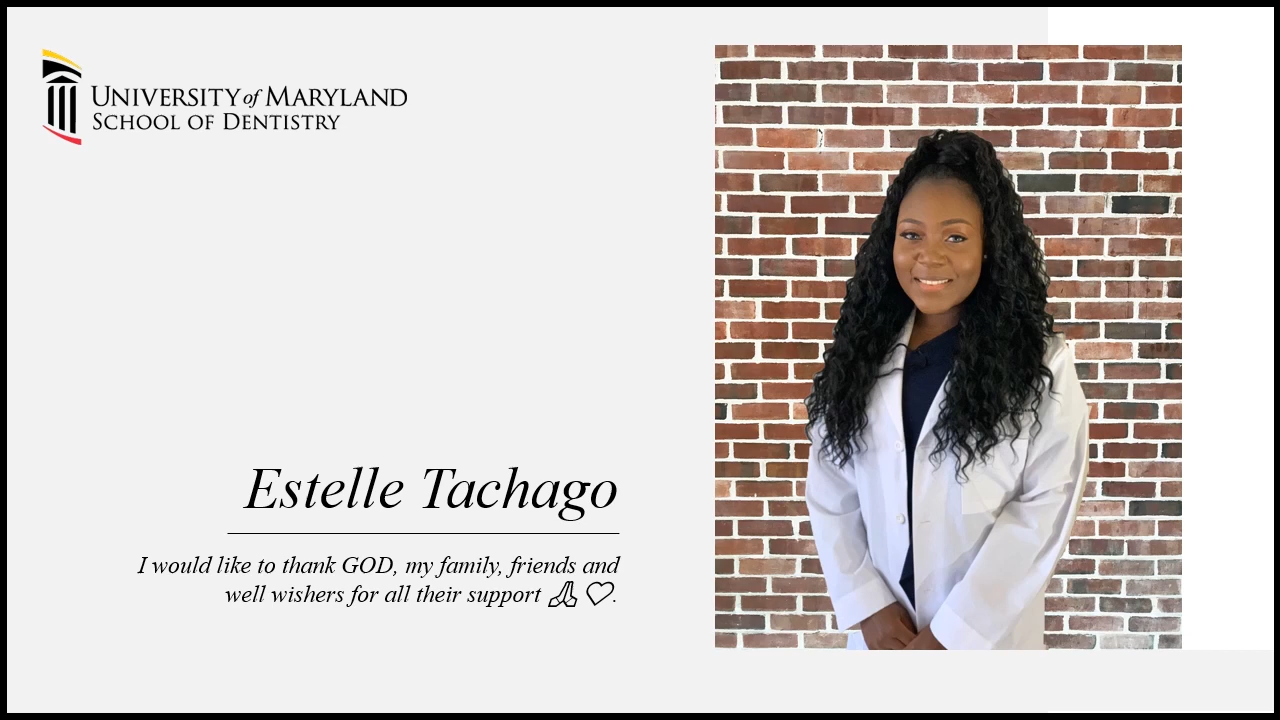 UNIVERSITY of MARYLAND
SCHOOL OF DENTISTRY
Estelle Tachago
I would like to thank GOD, my family, friends and
well wishers for all their support 🙏 ♡.